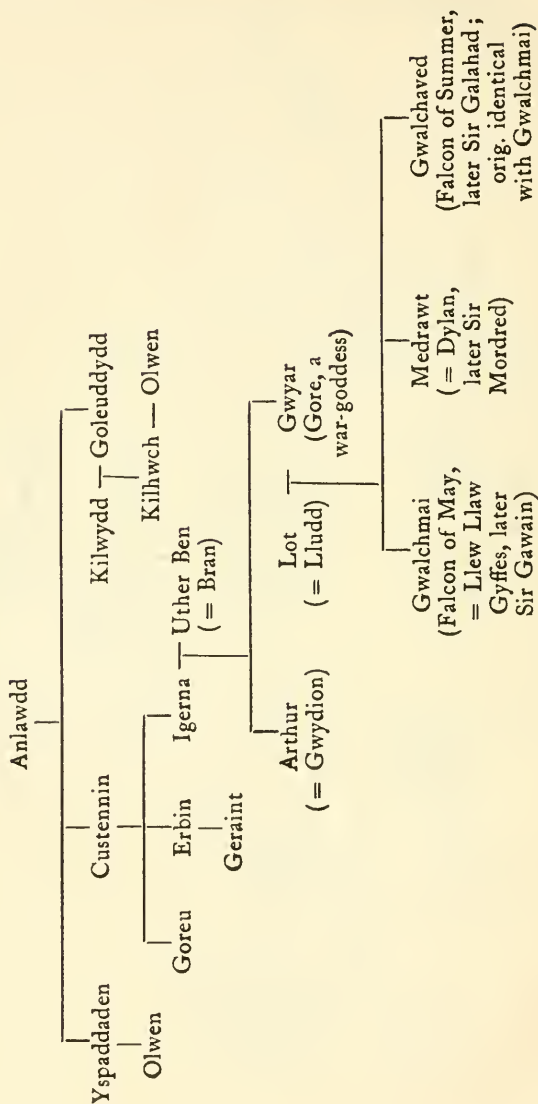 Anlawdd
Yspaddaden
Custennin
Kilwydd — Goleuddydd
Olwen
Kilhwch — Olwen
Goreu
Erbin
Igerna — Uther Ben
(= Bran)
Geraint
Arthur
(= Gwydion)
Lot
(= Lludd)
Gwyar
(Gore, a
war-goddess)
Gwalchmai
(Falcon of May,
= Llew Llaw
Gyffes, later
Sir Gawain)
Medrawt
(= Dylan,
later Sir
Mordred)
Gwalchaved
(Falcon of Summer,
later Sir Galahad;
orig. identical
with Gwalchmai)